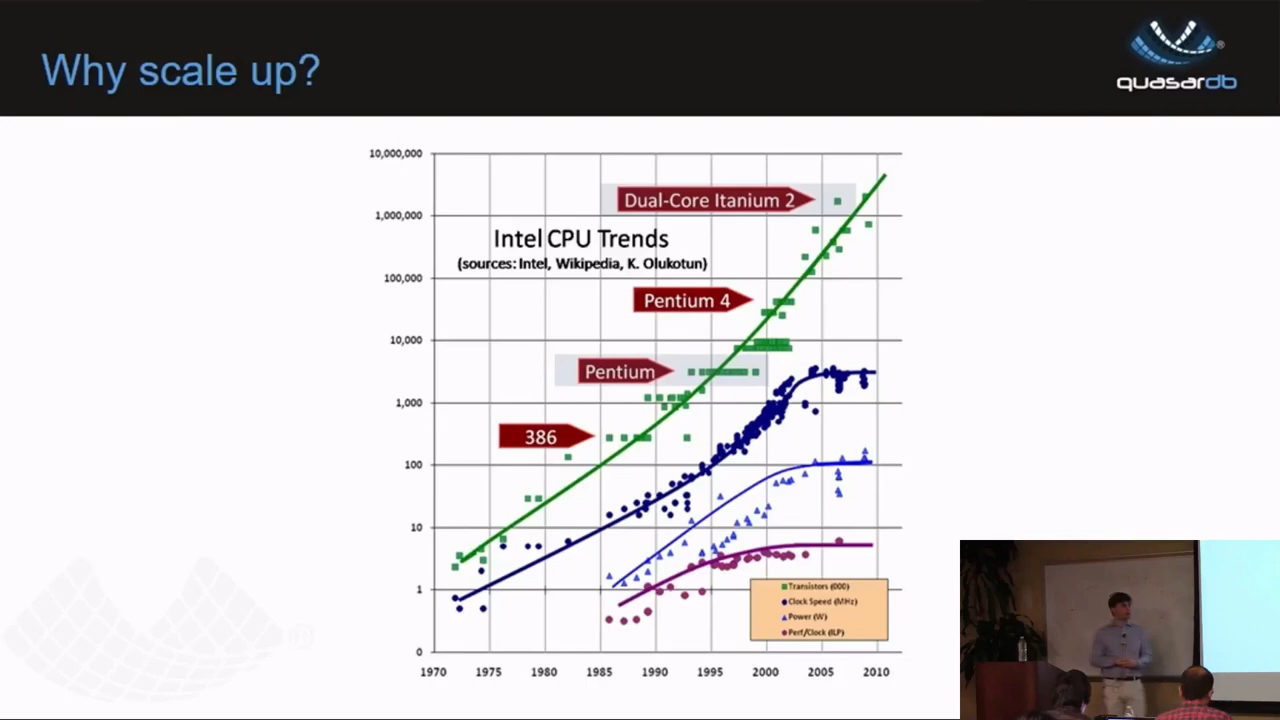 Why scale up?
quasardb
®
10,000,000
1,000,000
100,000
10,000
1,000
100
10
1
0
Dual-Core Itanium 2
Intel CPU Trends
(sources: Intel, Wikipedia, K. Olukotun)
Pentium 4
Pentium
386
Transistors (000)
Clock Speed (MHz)
Power (W)
Perf/Clock (ILP)
1970 1975 1980 1985 1990 1995 2000 2005 2010